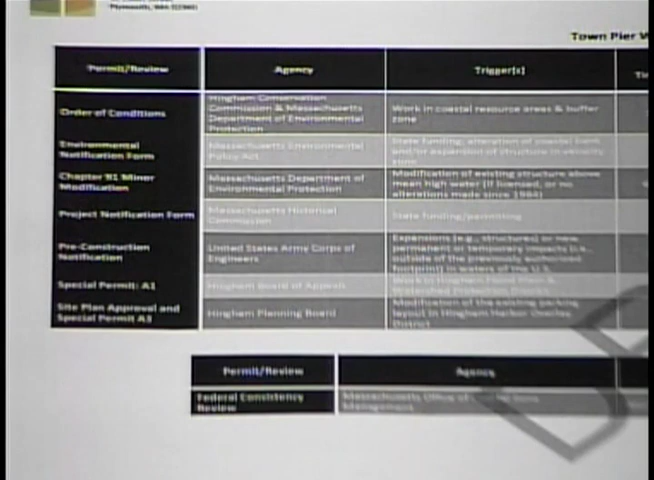 Plymouth, MA 02360
Town Pier W
Permit/Review Agency Trigger(s)
Order of Conditions
Hingham Conservation
Commission & Massachusetts
Department of Environmental
Protection
Work in coastal resource areas & buffer
zone
Environmental
Notification Form
Massachusetts Environmental
Policy Act
State funding, alteration of coastal bank
and/or expansion of structure in velocity
zone
Chapter 91 Minor
Modification
Massachusetts Department of
Environmental Protection
Modification of existing structure above
mean high water (if licensed, or no
alterations made since 1984)
Project Notification Form
Massachusetts Historical
Commission
State funding/permitting
Pre-Construction
Notification
United States Army Corps of
Engineers
Expansions (e.g., structures) or new
permanent or temporary impacts (i.e.,
outside of the previously authorized
footprint) in waters of the U.S.
Special Permit: A1
Hingham Board of Appeals
Work in Hingham Flood Plain &
Watershed Protection District
Site Plan Approval and
Special Permit A3
Hingham Planning Board
Modification of the existing parking
layout in Hingham Harbor Overlay
District
Permit/Review Agency
Federal Consistency
Review
Massachusetts Office of Coastal Zone
Management